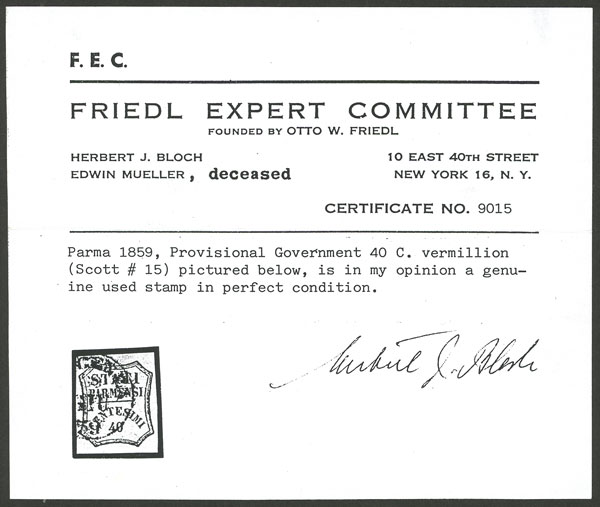 F. E. C.
FRIEDL EXPERT COMMITTEE
FOUNDED BY OTTO W. FRIEDL
HERBERT J. BLOCH
EDWIN MUELLER, deceased
10 EAST 40TH STREET
NEW YORK 16, N. Y.
CERTIFICATE NO. 9015
Parma 1859, Provisional Government 40 C. vermillion
(Scott # 15) pictured below, is in my opinion a genu-
ine used stamp in perfect condition.
Herbert J. Bloch
STATI
PARMENSI
CENTESIMI
40